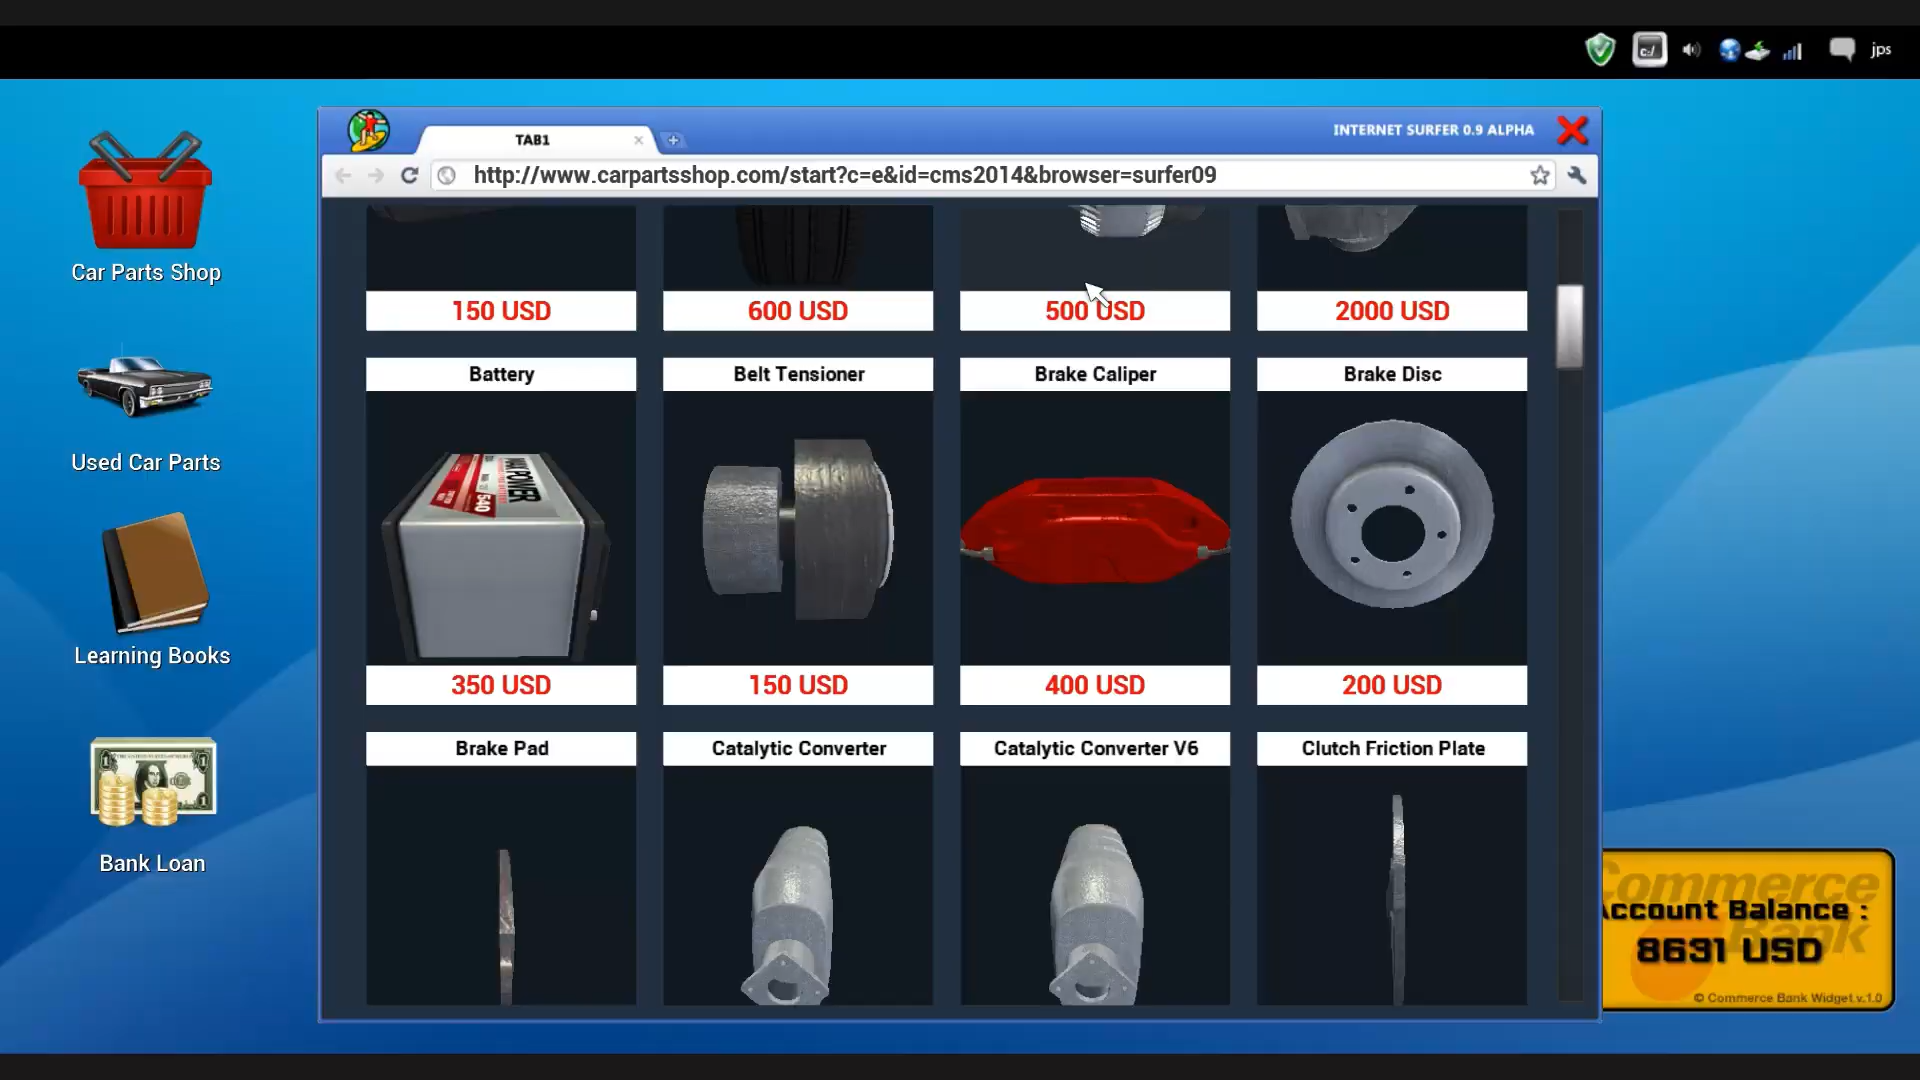 c:/
jps
TAB1
INTERNET SURFER 0.9 ALPHA
http://www.carpartsshop.com/start?c=e&id=cms2014&browser=surfer09
Car Parts Shop
150 USD
600 USD
500 USD
2000 USD
Battery
Belt Tensioner
Brake Caliper
Brake Disc
Used Car Parts
MAX POWER
540
Learning Books
350 USD
150 USD
400 USD
200 USD
Brake Pad
Catalytic Converter
Catalytic Converter V6
Clutch Friction Plate
Bank Loan
Commerce
Bank
Account Balance :
8631 USD
© Commerce Bank Widget v.1.0